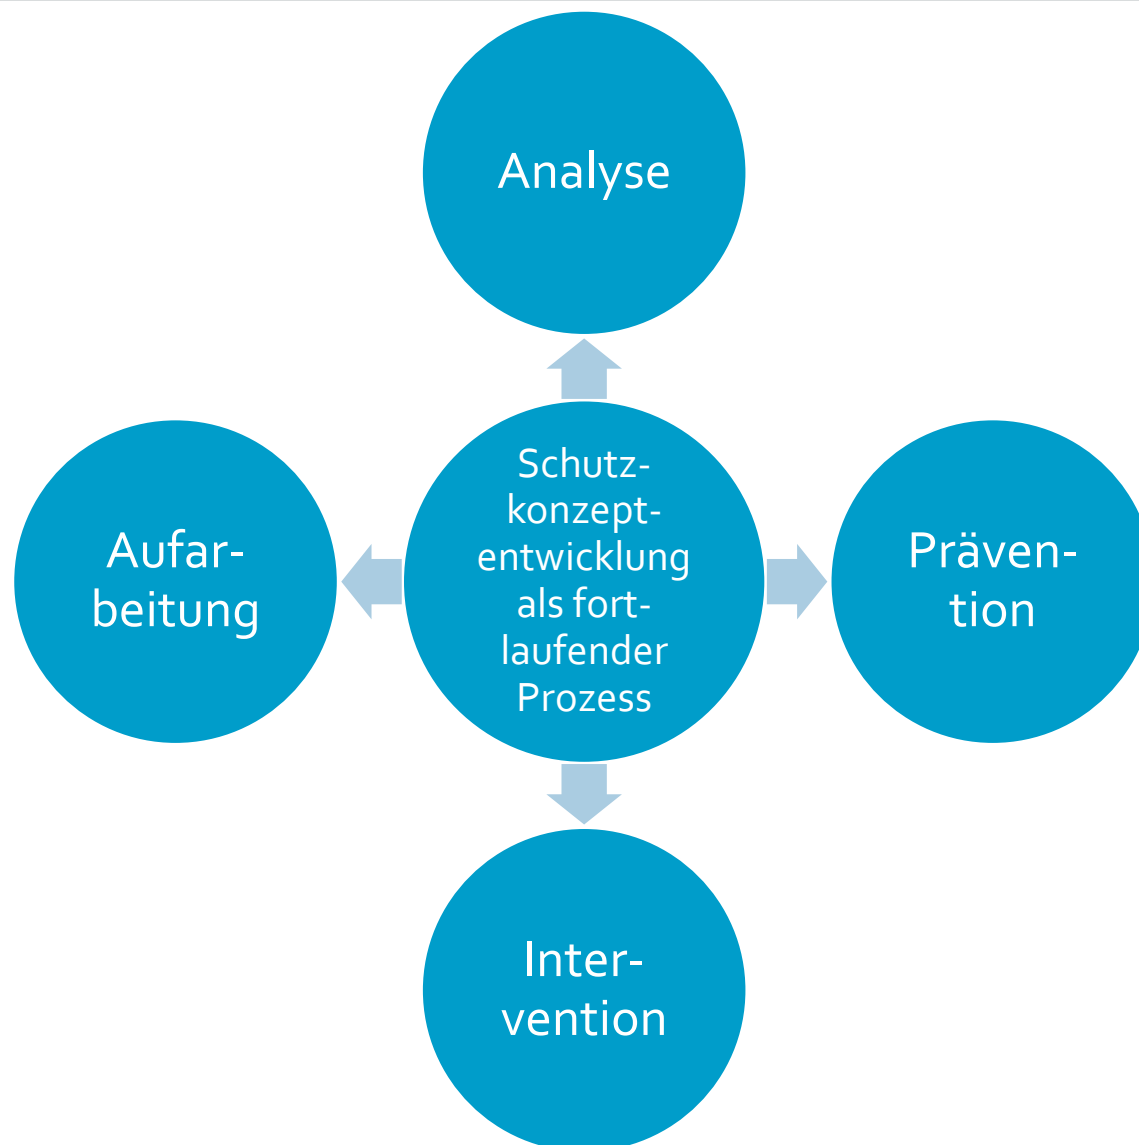 Analyse
Schutz-
konzept-
entwicklung
als fort-
laufender
Prozess
Aufar-
beitung
Präven-
tion
Inter-
vention